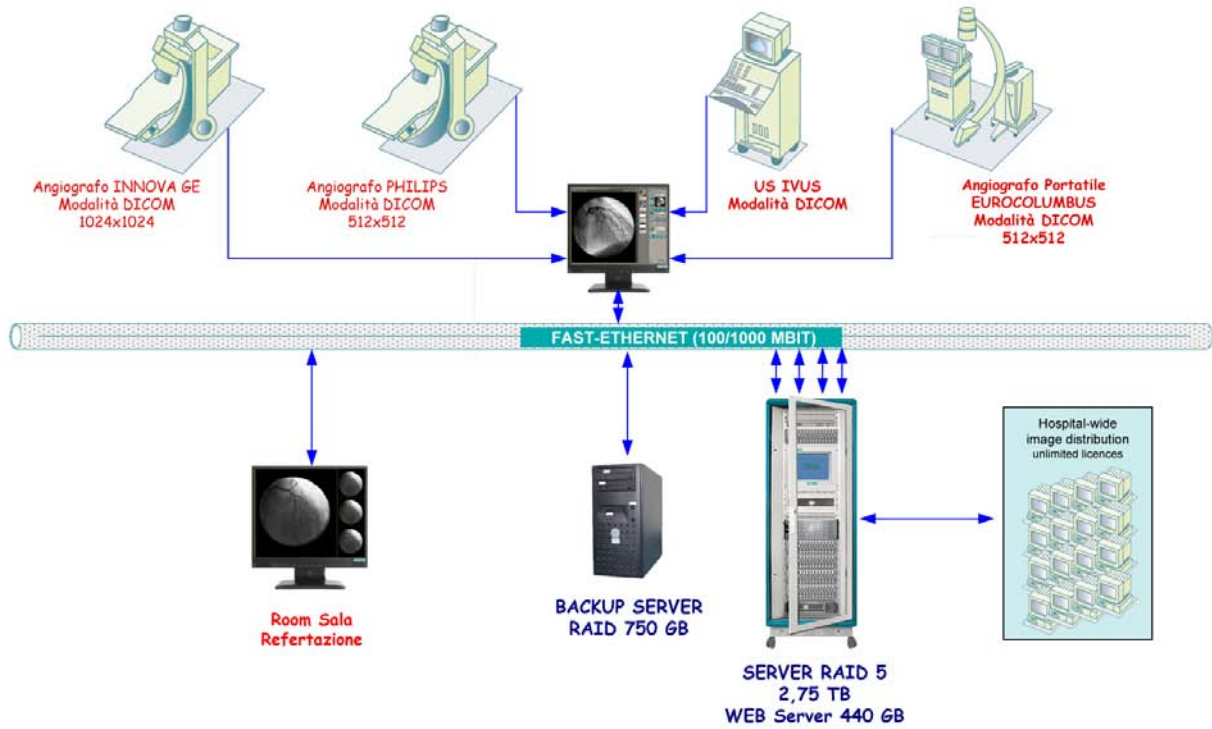 Angiografo INNOVA GE
Modalità DICOM
1024x1024
Angiografo PHILIPS
Modalità DICOM
512x512
US IVUS
Modalità DICOM
Angiografo Portatile
EUROCOLUMBUS
Modalità DICOM
512x512
FAST-ETHERNET (100/1000 MBIT)
Room Sala
Refertazione
BACKUP SERVER
RAID 750 GB
SERVER RAID 5
2,75 TB
WEB Server 440 GB
Hospital-wide
image distribution
unlimited licences